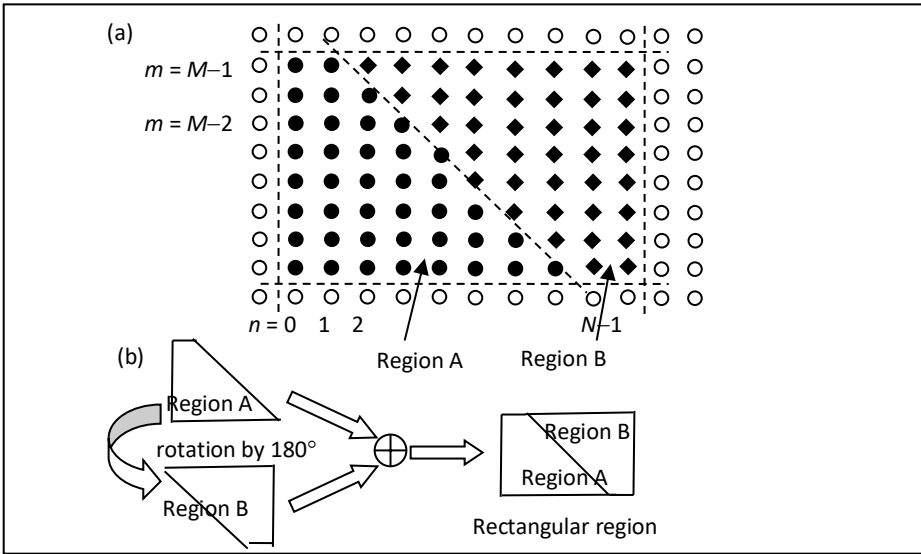 (a)
m = M−1
m = M−2
n = 0 1 2 N−1
Region A Region B
(b)
Region A
rotation by 180°
Region B
Region B
Region A
Rectangular region